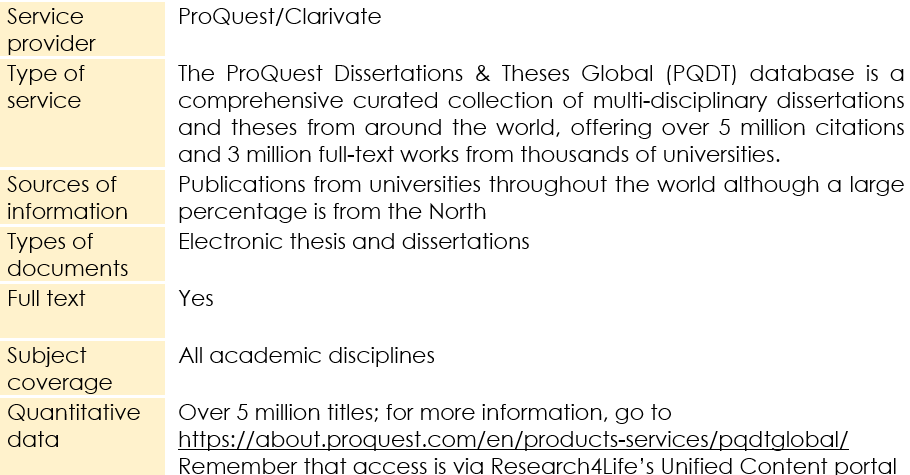 Service
provider
ProQuest/Clarivate
Type of
service
The ProQuest Dissertations & Theses Global (PQDT) database is a
comprehensive curated collection of multi-disciplinary dissertations
and theses from around the world, offering over 5 million citations
and 3 million full-text works from thousands of universities.
Sources of
information
Publications from universities throughout the world although a large
percentage is from the North
Types of
documents
Electronic thesis and dissertations
Full text
Yes
Subject
coverage
All academic disciplines
Quantitative
data
Over 5 million titles; for more information, go to
https://about.proquest.com/en/products-services/pqdtglobal/
Remember that access is via Research4Life's Unified Content portal